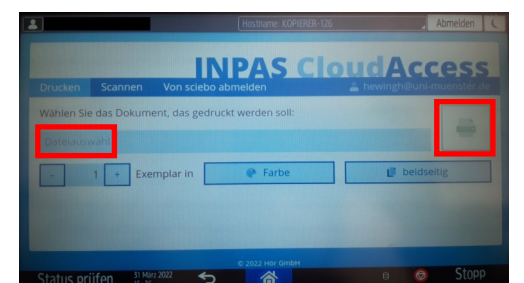 Hostname: KOPIERER-126
Abmelden
INPAS CloudAccess
Drucken Scannen Von sciebo abmelden hewingh@uni-muenster.de
Wählen Sie das Dokument, das gedruckt werden soll:
Dateiauswahl
- 1 + Exemplar in Farbe beidseitig
© 2022 Hör GmbH
Status prüfen 31 März 2022 Stopp